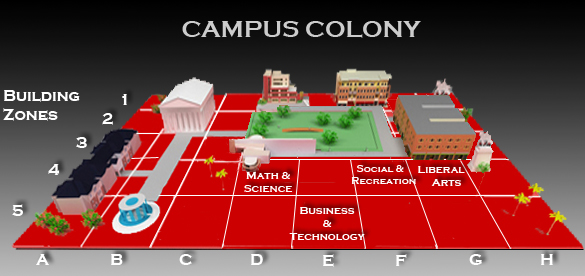 CAMPUS COLONY
Building
Zones
1
2
3
4
5
Math &
Science
Social &
Recreation
Liberal
Arts
Business
&
Technology
A B C D E F G H